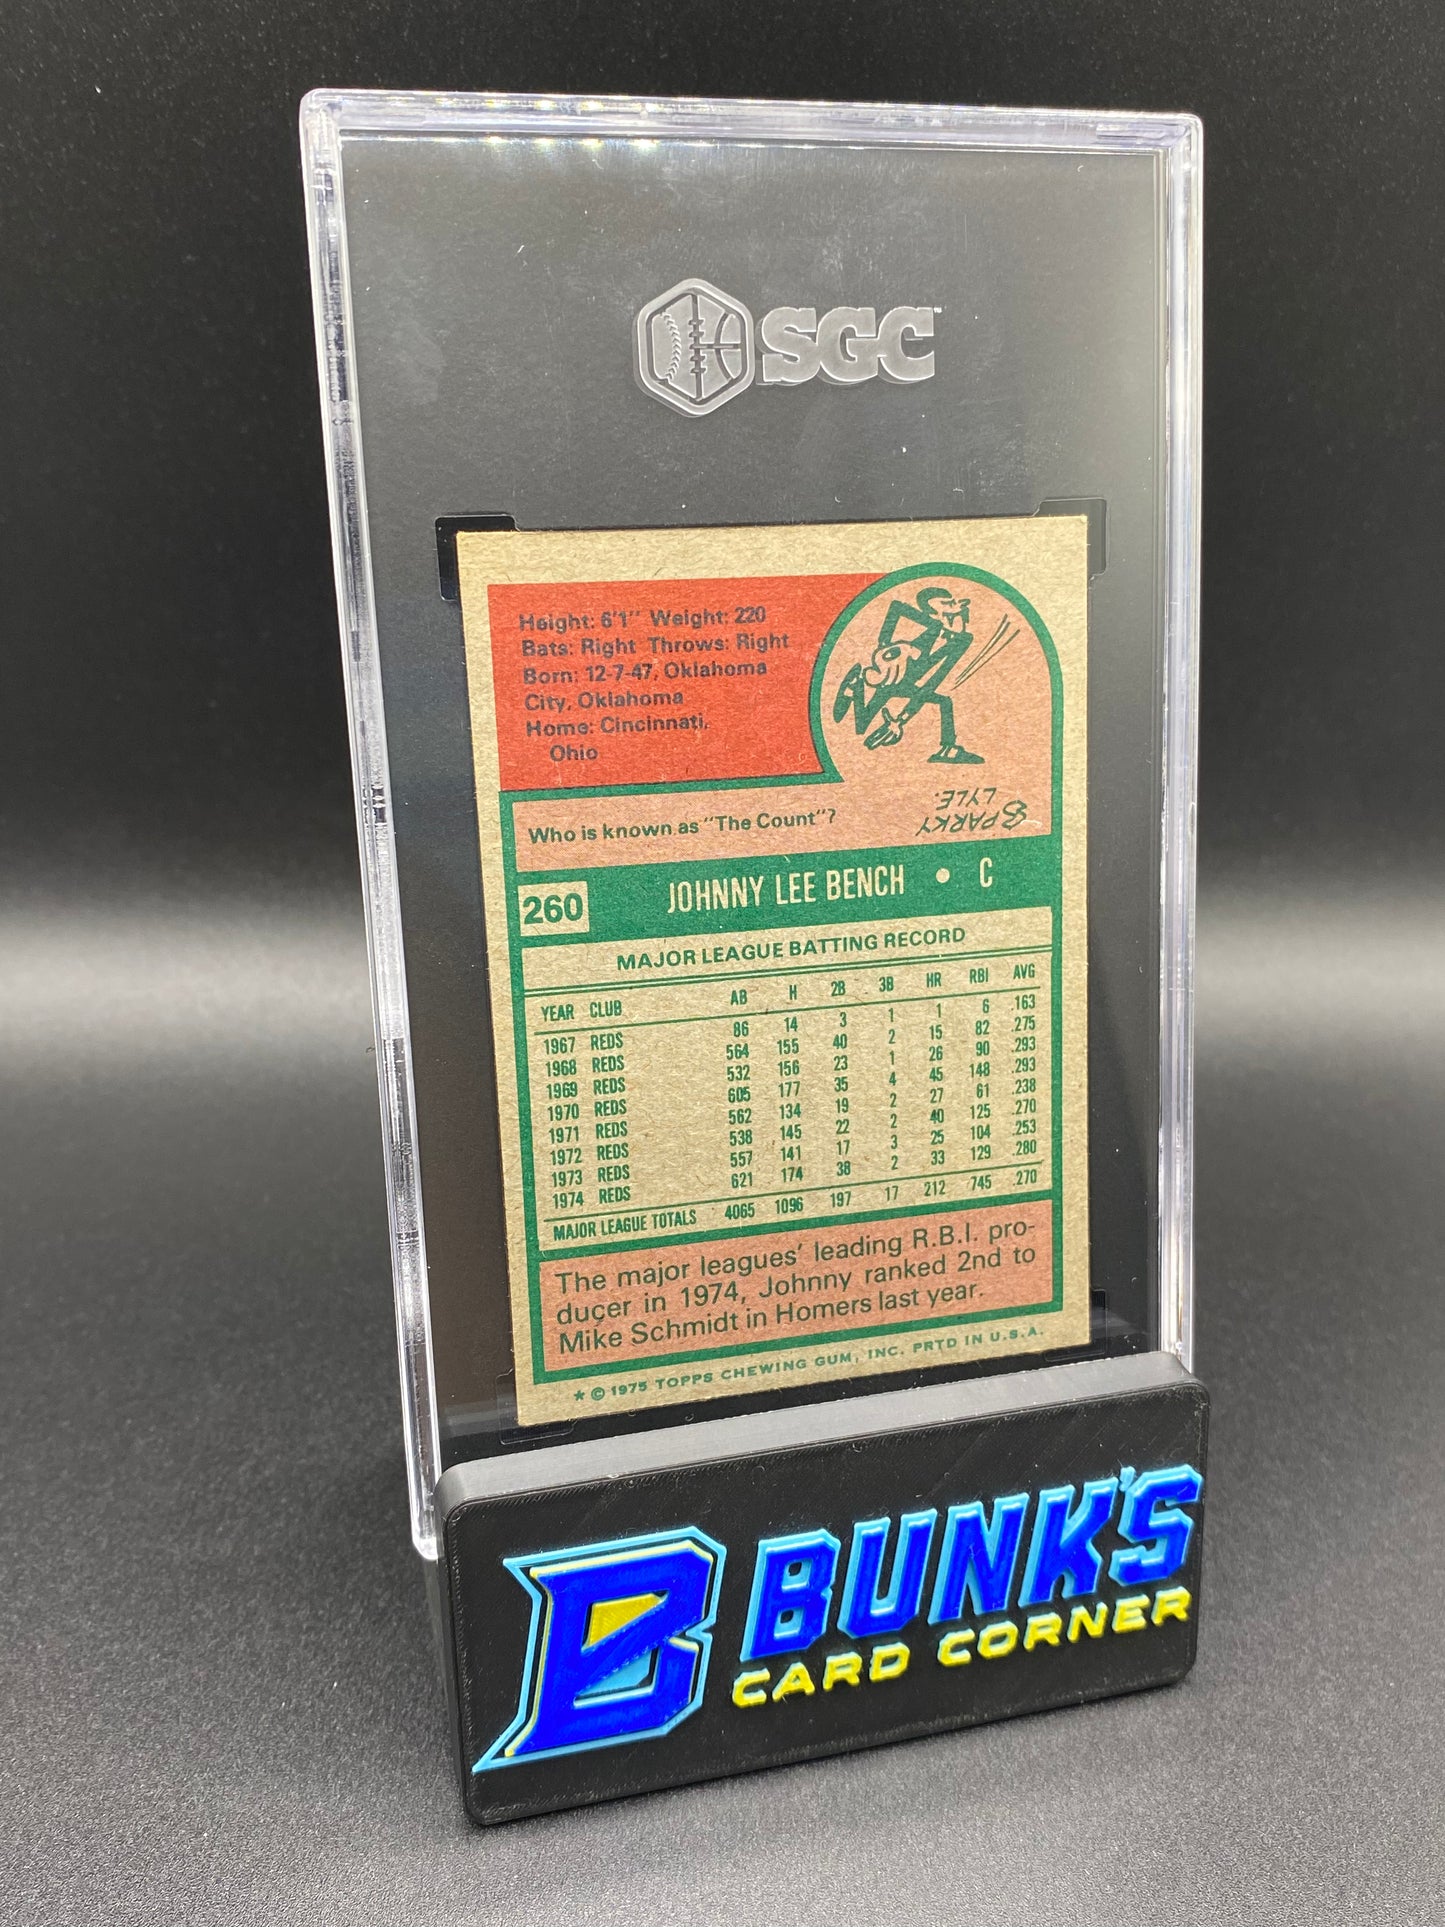 SGC
Height: 6'1" Weight: 220
Bats: Right Throws: Right
Born: 12-7-47, Oklahoma
City, Oklahoma
Home: Cincinnati,
Ohio
SPARKY
LYLE.
Who is known as "The Count"?
260 JOHNNY LEE BENCH • C
MAJOR LEAGUE BATTING RECORD
YEAR CLUB AB H 2B 3B HR RBI AVG
1967 REDS 86 14 3 1 1 6 .163
1968 REDS 564 155 40 2 15 82 .275
1969 REDS 532 156 23 1 26 90 .293
1970 REDS 605 177 35 4 45 148 .293
1971 REDS 562 134 19 2 27 61 .238
1972 REDS 538 145 22 2 40 125 .270
1973 REDS 557 141 17 3 25 104 .253
1974 REDS 621 174 38 2 33 129 .280
MAJOR LEAGUE TOTALS 4065 1096 197 17 212 745 .270
The major leagues' leading R.B.I. pro-
ducer in 1974, Johnny ranked 2nd to
Mike Schmidt in Homers last year.
* © 1975 TOPPS CHEWING GUM, INC. PRTD IN U.S.A.
B BUNK'S
CARD CORNER